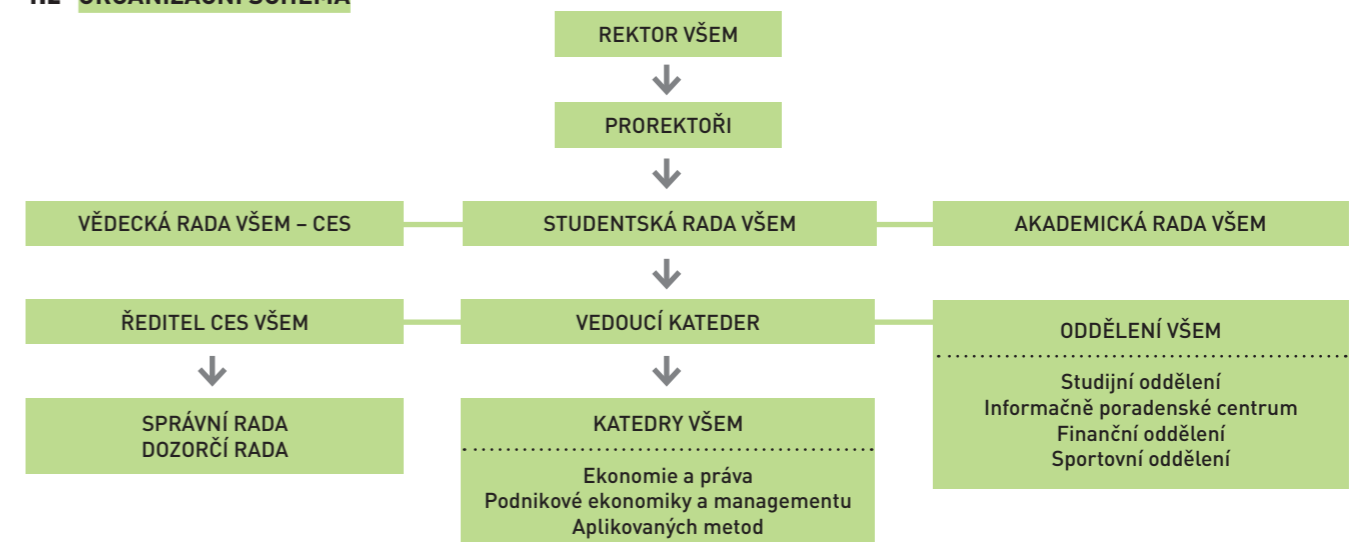 ORGANIZAČNÍ SCHÉMA
REKTOR VŠEM
PROREKTOŘI
VĚDECKÁ RADA VŠEM – CES
STUDENTSKÁ RADA VŠEM
AKADEMICKÁ RADA VŠEM
ŘEDITEL CES VŠEM
VEDOUCÍ KATEDER
ODDĚLENÍ VŠEM
Studijní oddělení
Informačně poradenské centrum
Finanční oddělení
Sportovní oddělení
SPRÁVNÍ RADA
DOZORČÍ RADA
KATEDRY VŠEM
Ekonomie a práva
Podnikové ekonomiky a managementu
Aplikovaných metod